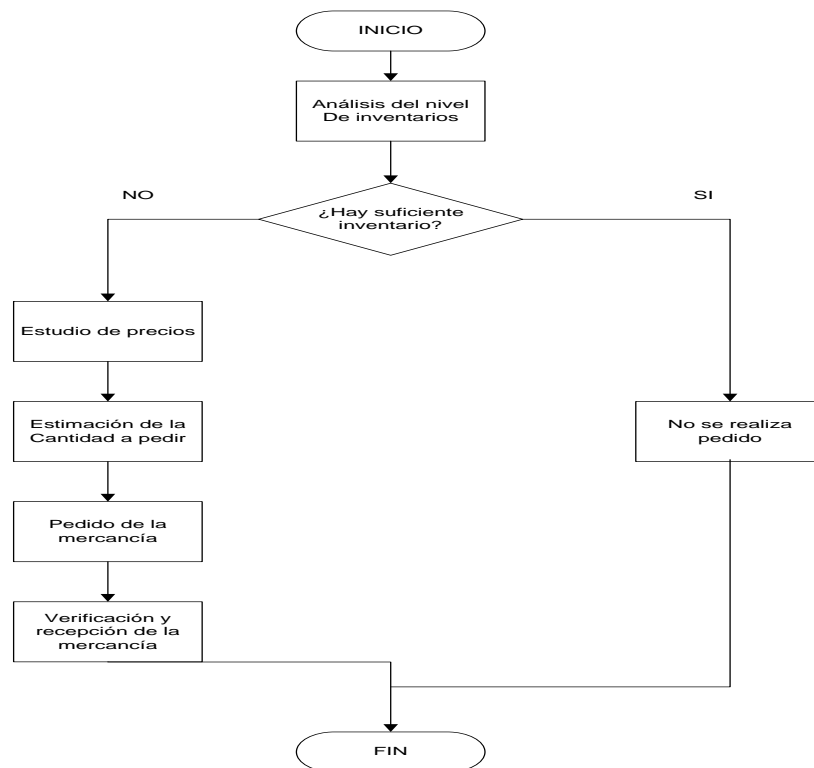 INICIO
Análisis del nivel
De inventarios
NO
SI
¿Hay suficiente
inventario?
Estudio de precios
Estimación de la
Cantidad a pedir
No se realiza
pedido
Pedido de la
mercancía
Verificación y
recepción de la
mercancía
FIN